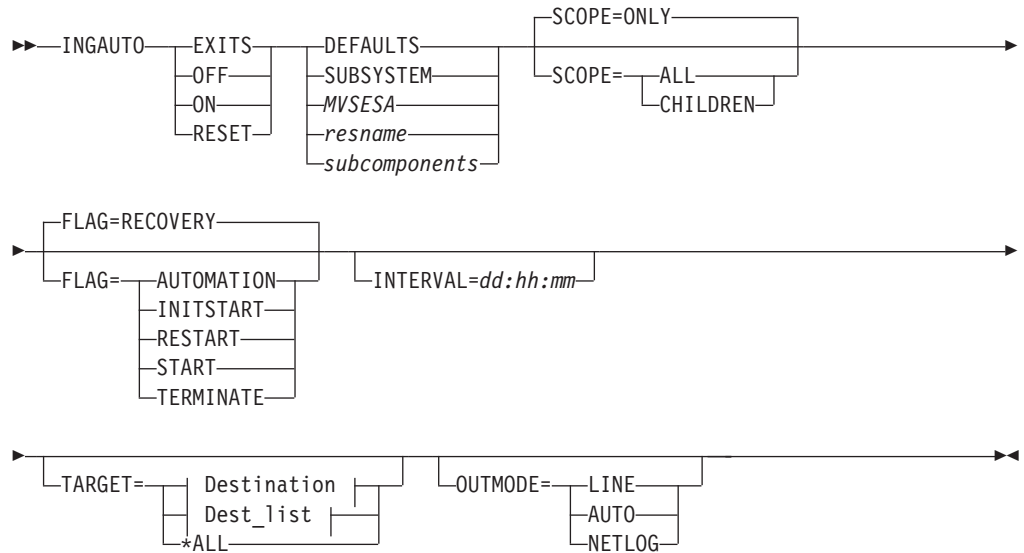 SCOPE=ONLY
INGAUTO EXITS DEFAULTS
OFF SUBSYSTEM SCOPE= ALL
ON MVSESA CHILDREN
RESET resname
subcomponents
FLAG=RECOVERY
FLAG= AUTOMATION INTERVAL=dd:hh:mm
INITSTART
RESTART
START
TERMINATE
TARGET= Destination OUTMODE= LINE
Dest_list AUTO
*ALL NETLOG